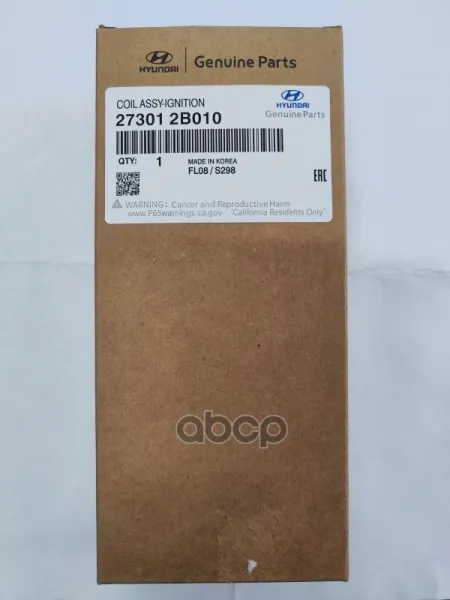 HYUNDAI Genuine Parts
COIL ASSY-IGNITION
27301 2B010
HYUNDAI
Genuine Parts
QTY: 1 MADE IN KOREA
FL08 / S298
EAC
WARNING: Cancer and Reproductive Harm
www.P65warnings.ca.gov California Residents Only
abcp